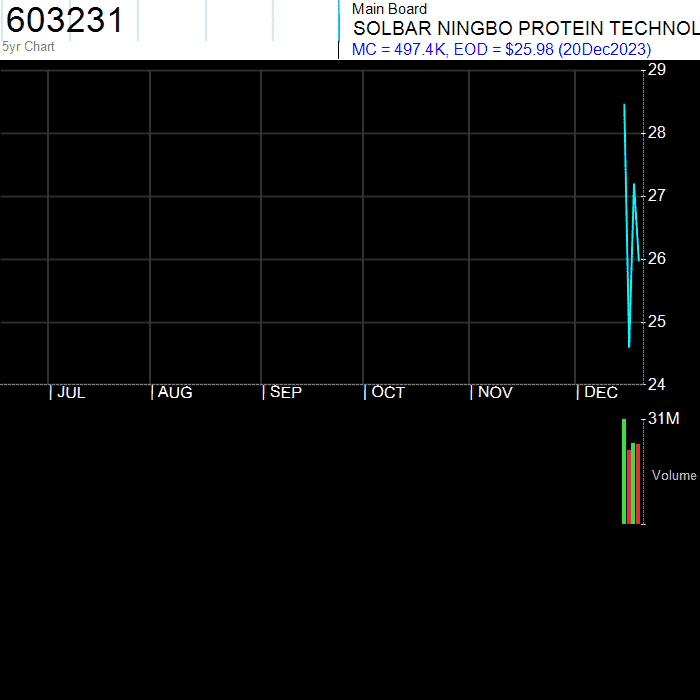 603231
5yr Chart
Main Board
SOLBAR NINGBO PROTEIN TECHNOL
MC = 497.4K, EOD = $25.98 (20Dec2023)
29
28
27
26
25
24
| JUL | AUG | SEP | OCT | NOV | DEC
31M
Volume